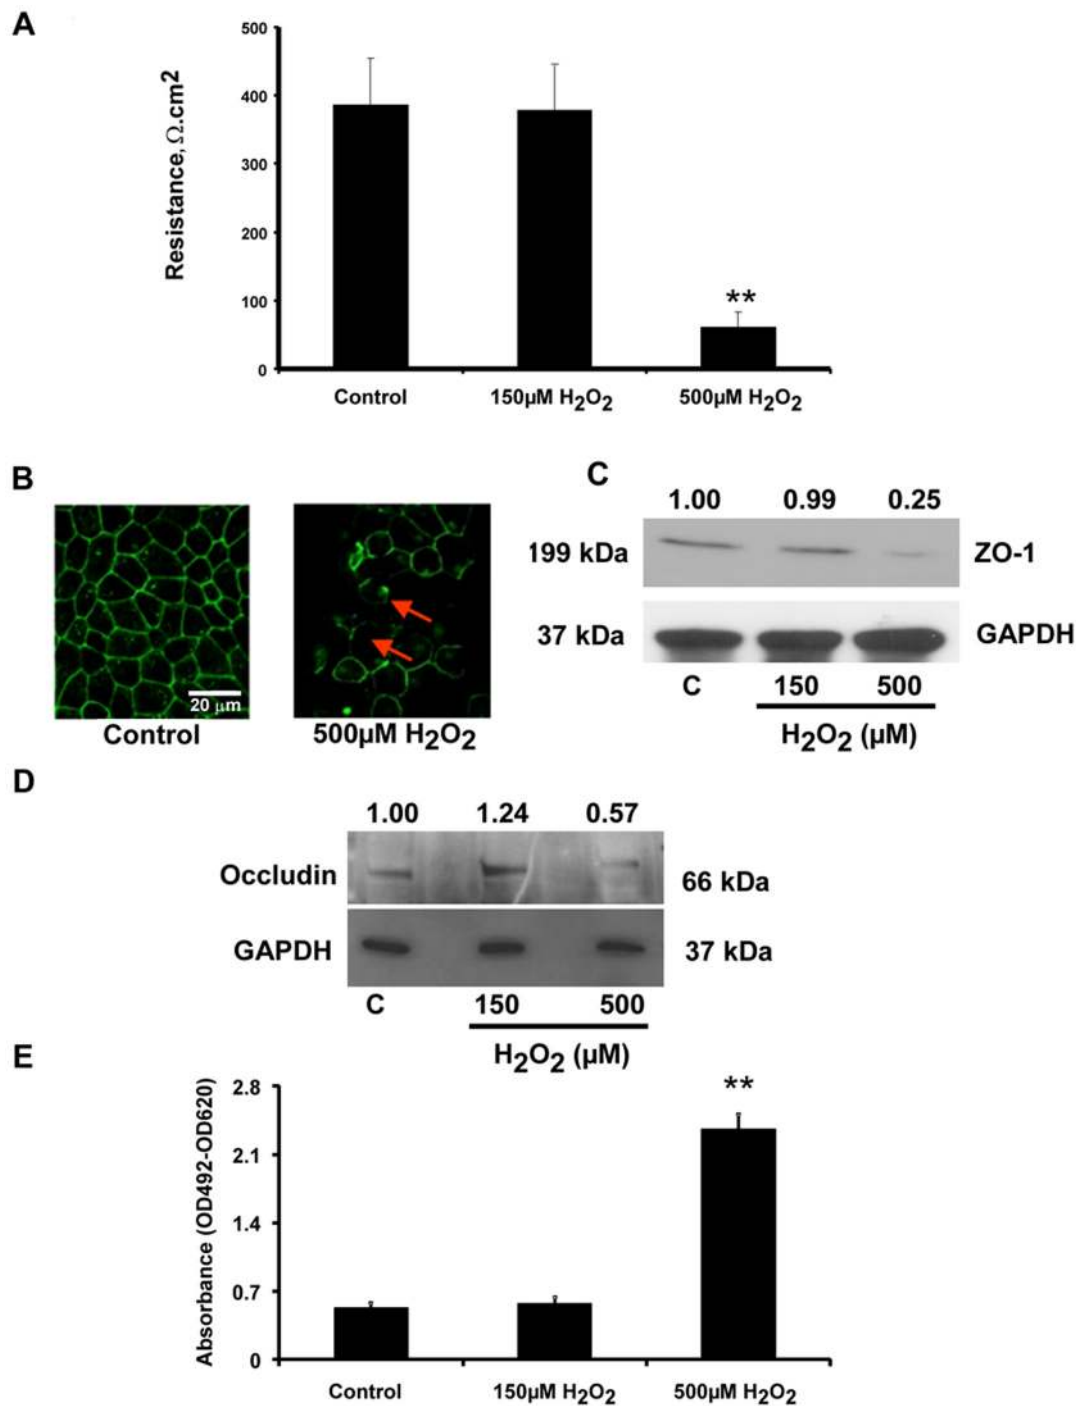 A
500
400
300
200
100
0
Resistance, Ω.cm2
**
Control 150µM H2O2 500µM H2O2
B
20 µm
Control 500µM H2O2
C
1.00 0.99 0.25
199 kDa ZO-1
37 kDa GAPDH
C 150 500
H2O2 (µM)
D
1.00 1.24 0.57
Occludin 66 kDa
GAPDH 37 kDa
C 150 500
H2O2 (µM)
E
2.8
2.1
1.4
0.7
0
Absorbance (OD492-OD620)
**
Control 150µM H2O2 500µM H2O2